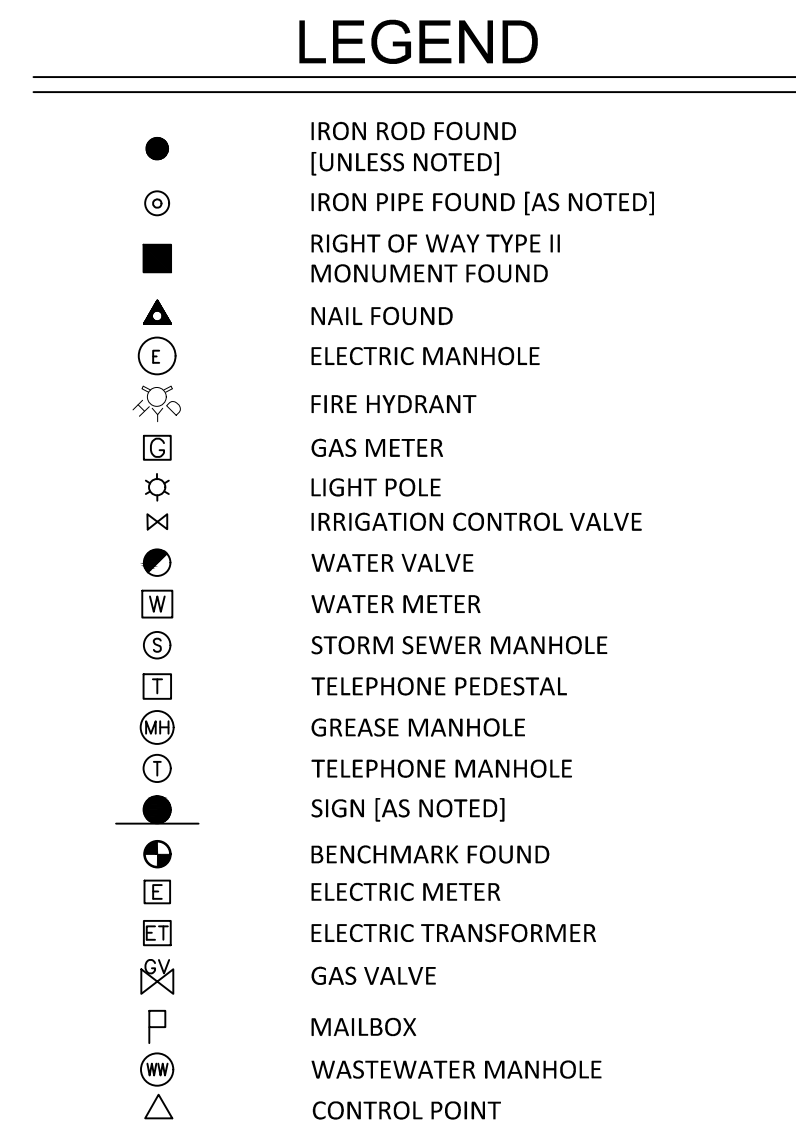 LEGEND
IRON ROD FOUND
[UNLESS NOTED]
IRON PIPE FOUND [AS NOTED]
RIGHT OF WAY TYPE II
MONUMENT FOUND
NAIL FOUND
E ELECTRIC MANHOLE
HYD FIRE HYDRANT
G GAS METER
LIGHT POLE
IRRIGATION CONTROL VALVE
WATER VALVE
W WATER METER
S STORM SEWER MANHOLE
T TELEPHONE PEDESTAL
MH GREASE MANHOLE
T TELEPHONE MANHOLE
SIGN [AS NOTED]
BENCHMARK FOUND
E ELECTRIC METER
ET ELECTRIC TRANSFORMER
GV GAS VALVE
MAILBOX
WW WASTEWATER MANHOLE
CONTROL POINT